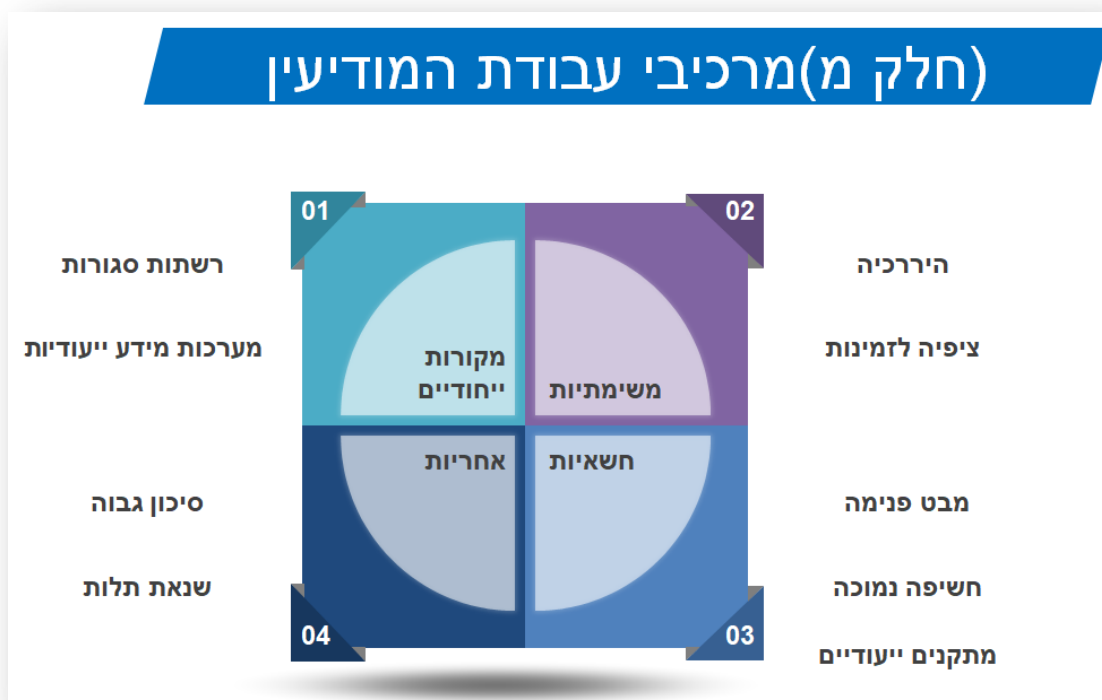 (חלק מ)מרכיבי עבודת המודיעין
01
רשתות סגורות
מערכות מידע ייעודיות
מקורות
ייחודיים
02
היררכיה
ציפיה לזמינות
משימתיות
חשאיות
מבט פנימה
חשיפה נמוכה
מתקנים ייעודיים
03
אחריות
סיכון גבוה
שנאת תלות
04